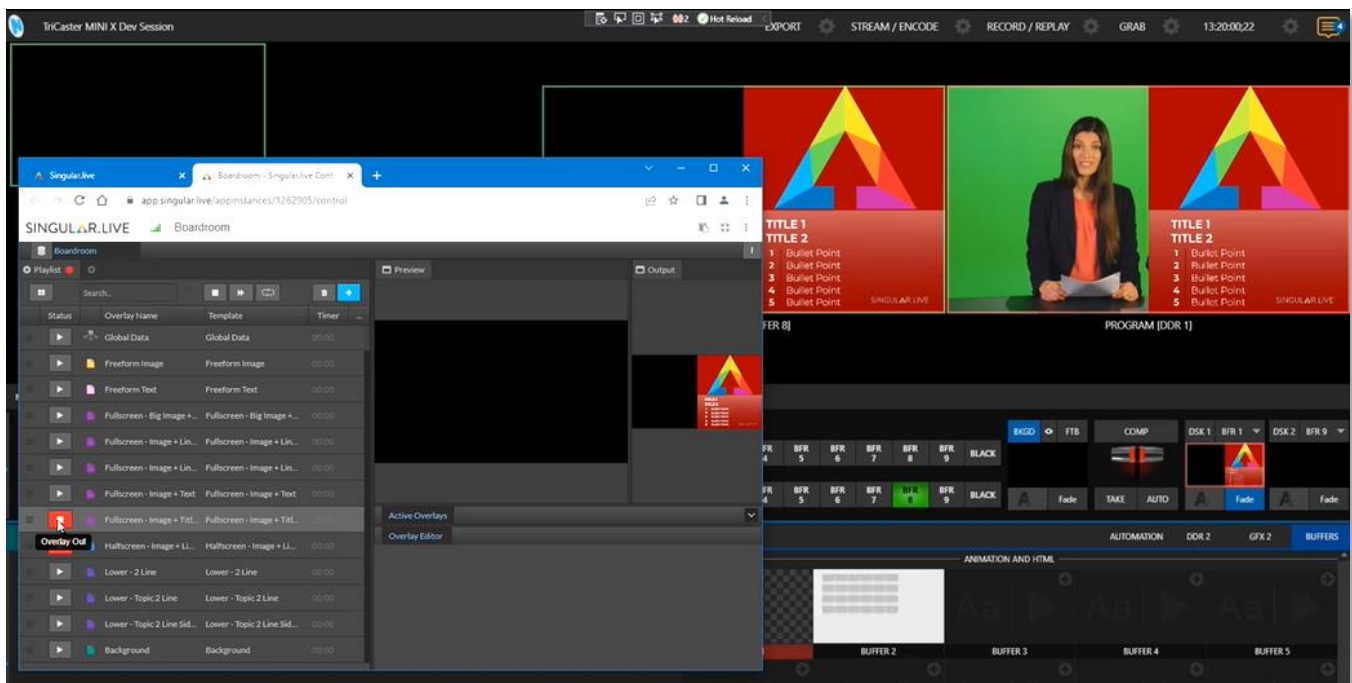 TriCaster MINI X Dev Session
2 Hot Reload
EXPORT
STREAM / ENCODE
RECORD / REPLAY
GRAB
13:20:00;22
4
Singular.live
Boardroom - Singular.live Cont
app.singular.live/appinstances/1262905/control
SINGULAR.LIVE
Boardroom
Boardroom
Playlist
Preview
Output
Search...
Status Overlay Name Template Timer ...
Global Data Global Data 00:00
Freeform Image Freeform Image 00:00
Freeform Text Freeform Text 00:00
Fullscreen - Big Image +... Fullscreen - Big Image +... 00:00
Fullscreen - Image + Lin... Fullscreen - Image + Lin... 00:00
Fullscreen - Image + Lin... Fullscreen - Image + Lin... 00:00
Fullscreen - Image + Text Fullscreen - Image + Text 00:00
Fullscreen - Image + Titl... Fullscreen - Image + Titl...
Overlay Out
Halfscreen - Image + Li... Halfscreen - Image + Li... 00:00
Lower - 2 Line Lower - 2 Line 00:00
Lower - Topic 2 Line Lower - Topic 2 Line 00:00
Lower - Topic 2 Line Sid... Lower - Topic 2 Line Sid... 00:00
Background Background 00:00
Active Overlays
Overlay Editor
TITLE 1
TITLE 2
1 Bullet Point
2 Bullet Point
3 Bullet Point
4 Bullet Point
5 Bullet Point
SINGULAR.LIVE
TITLE 1
TITLE 2
1 Bullet Point
2 Bullet Point
3 Bullet Point
4 Bullet Point
5 Bullet Point
SINGULAR.LIVE
FER 8]
PROGRAM [DDR 1]
BKGD FTB
COMP
DSK 1 BFR 1
DSK 2 BFR 9
FR 4 BFR 5 BFR 6 BFR 7 BFR 8 BFR 9 BLACK
FR 4 BFR 5 BFR 6 BFR 7 BFR 8 BFR 9 BLACK
A Fade
TAKE AUTO
A Fade
A Fade
AUTOMATION DDR 2 GFX 2 BUFFERS
ANIMATION AND HTML
Aa Aa Aa
BUFFER 2 BUFFER 3 BUFFER 4 BUFFER 5